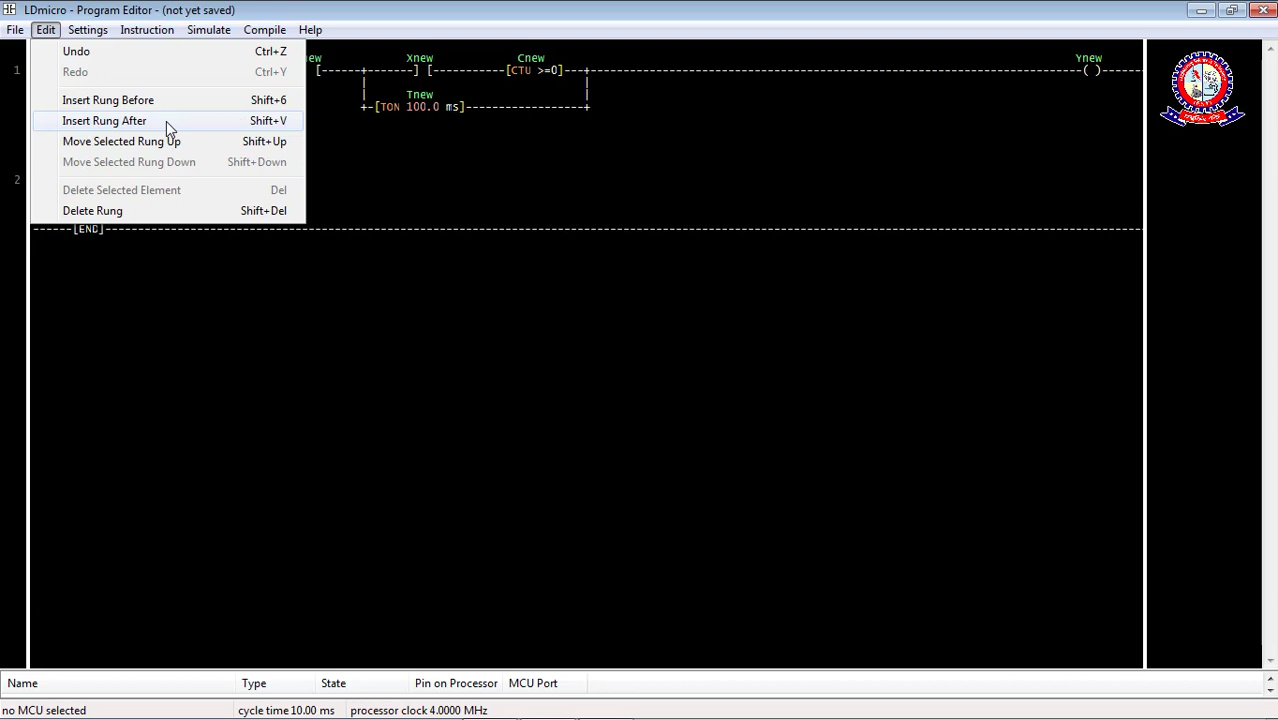 LDmicro - Program Editor - (not yet saved)
File Edit Settings Instruction Simulate Compile Help
Undo Ctrl+Z
Redo Ctrl+Y
Insert Rung Before Shift+6
Insert Rung After Shift+V
Move Selected Rung Up Shift+Up
Move Selected Rung Down Shift+Down
Delete Selected Element Del
Delete Rung Shift+Del
ew Xnew Cnew Ynew
1 [------+------] [--------[CTU >=0]---+ ( )
Tnew
+-[TON 100.0 ms]--------------+
2
------[END]------
Name Type State Pin on Processor MCU Port
no MCU selected cycle time 10.00 ms processor clock 4.0000 MHz